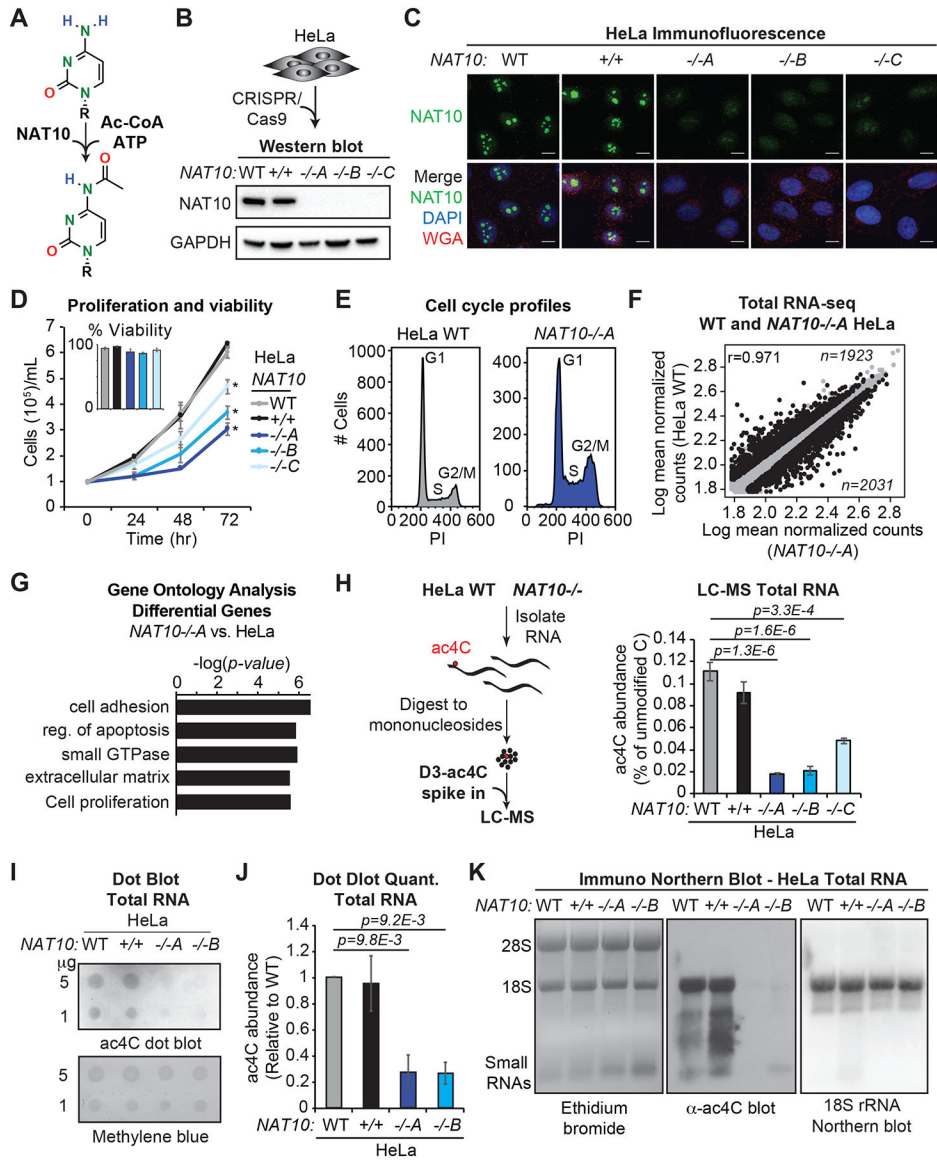 A
H
H
N
N
O
N
R
NAT10
Ac-CoA
ATP
O
H
N
N
O
N
R
B
HeLa
CRISPR/
Cas9
Western blot
NAT10: WT +/+ -/-A -/-B -/-C
NAT10
GAPDH
C
HeLa Immunofluorescence
NAT10: WT +/+ -/-A -/-B -/-C
NAT10
Merge
NAT10
DAPI
WGA
D
Proliferation and viability
Cells (10⁵)/mL
7
6
5
4
3
2
1
0
% Viability
100
0
HeLa
NAT10
WT
+/+
-/-A
-/-B
-/-C
*
*
*
0 24 48 72
Time (hr)
E
Cell cycle profiles
HeLa WT
# Cells
1000
800
600
400
200
0
G1
S
G2/M
0 200 400 600
PI
NAT10-/-A
400
300
200
100
0
G1
G2/M
S
0 200 400 600
PI
F
Total RNA-seq
WT and NAT10-/-A HeLa
Log mean normalized
counts (HeLa WT)
r=0.971
n=1923
n=2031
2.8
2.6
2.4
2.2
2.0
1.8
1.8 2.0 2.2 2.4 2.6 2.8
Log mean normalized counts
(NAT10-/-A)
G
Gene Ontology Analysis
Differential Genes
NAT10-/-A vs. HeLa
-log(p-value)
0 2 4 6
cell adhesion
reg. of apoptosis
small GTPase
extracellular matrix
Cell proliferation
H
HeLa WT NAT10-/-
Isolate
RNA
ac4C
Digest to
mononucleosides
D3-ac4C
spike in
LC-MS
LC-MS Total RNA
p=3.3E-4
p=1.6E-6
p=1.3E-6
ac4C abundance
(% of unmodified C)
0.14
0.12
0.1
0.08
0.06
0.04
0.02
0
NAT10: WT +/+ -/-A -/-B -/-C
HeLa
I
Dot Blot
Total RNA
HeLa
NAT10: WT +/+ -/-A -/-B
µg
5
1
ac4C dot blot
5
1
Methylene blue
J
Dot Dlot Quant.
Total RNA
p=9.2E-3
p=9.8E-3
ac4C abundance
(Relative to WT)
1.4
1.2
1
0.8
0.6
0.4
0.2
0
NAT10: WT +/+ -/-A -/-B
HeLa
K
Immuno Northern Blot - HeLa Total RNA
NAT10: WT +/+ -/-A -/-B WT +/+ -/-A -/-B WT +/+ -/-A -/-B
28S
18S
Small
RNAs
Ethidium
bromide
α-ac4C blot
18S rRNA
Northern blot